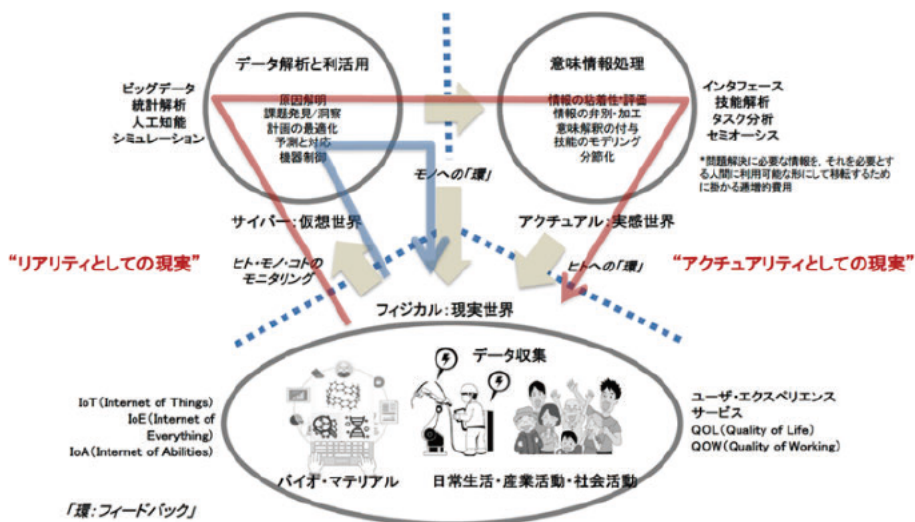 データ解析と利活用
原因解明
課題発見/洞察
計画の最適化
予測と対応
機器制御
ビッグデータ
統計解析
人工知能
シミュレーション
サイバー：仮想世界
意味情報処理
情報の粘着性*評価
情報の弁別・加工
意味解釈の付与
技能のモデリング
分節化
インタフェース
技能解析
タスク分析
セミオーシス
*問題解決に必要な情報を、それを必要と
する人間に利用可能な形にして移転するため
に掛かる逓増的費用
モノへの「環」
アクチュアル：実感世界
“リアリティとしての現実”
ヒト・モノ・コトの
モニタリング
ヒトへの「環」
“アクチュアリティとしての現実”
フィジカル：現実世界
データ収集
IoT（Internet of Things）
IoE（Internet of
Everything）
IoA（Internet of Abilities）
バイオ・マテリアル
日常生活・産業活動・社会活動
ユーザ・エクスペリエンス
サービス
QOL（Quality of Life）
QOW（Quality of Working）
「環：フィードバック」